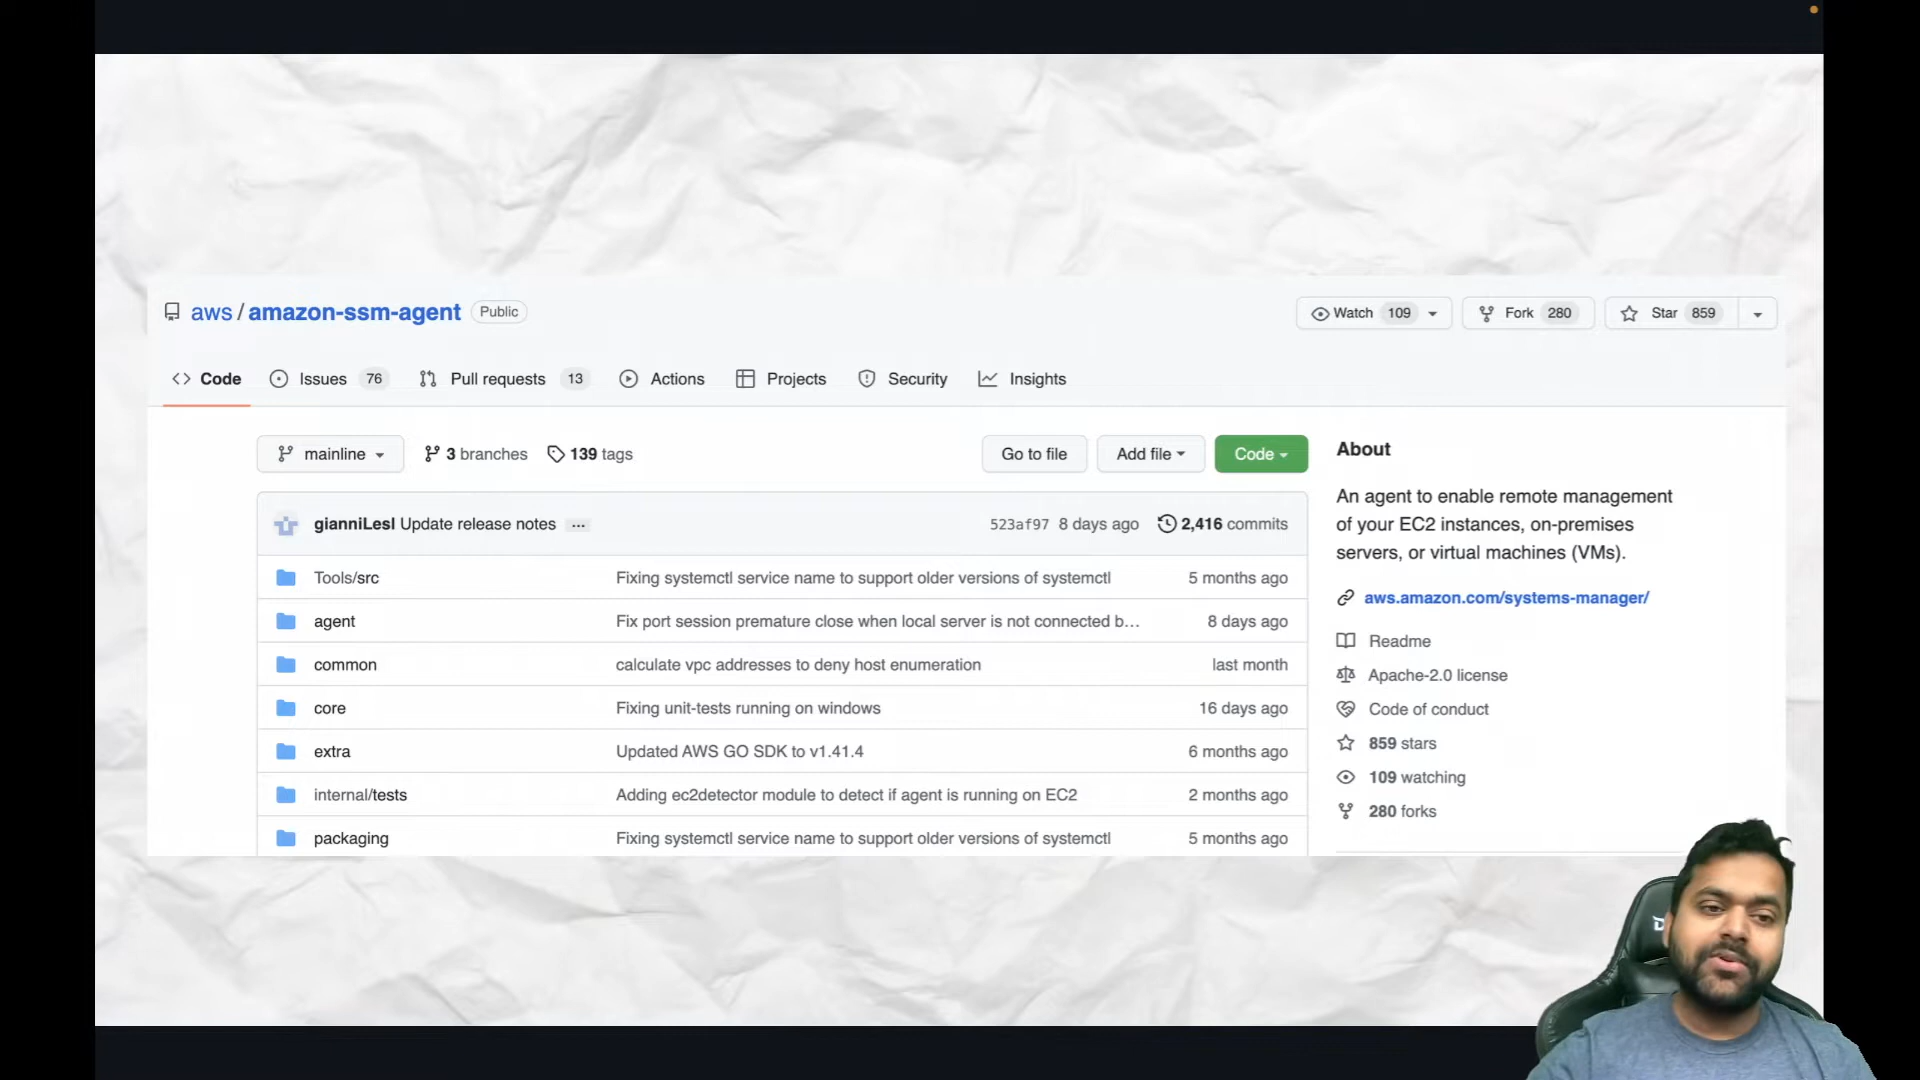 aws / amazon-ssm-agent Public
Watch 109 Fork 280 Star 859
Code Issues 76 Pull requests 13 Actions Projects Security Insights
mainline 3 branches 139 tags Go to file Add file Code
gianniLesl Update release notes ... 523af97 8 days ago 2,416 commits
Tools/src Fixing systemctl service name to support older versions of systemctl 5 months ago
agent Fix port session premature close when local server is not connected b... 8 days ago
common calculate vpc addresses to deny host enumeration last month
core Fixing unit-tests running on windows 16 days ago
extra Updated AWS GO SDK to v1.41.4 6 months ago
internal/tests Adding ec2detector module to detect if agent is running on EC2 2 months ago
packaging Fixing systemctl service name to support older versions of systemctl 5 months ago
About
An agent to enable remote management
of your EC2 instances, on-premises
servers, or virtual machines (VMs).
aws.amazon.com/systems-manager/
Readme
Apache-2.0 license
Code of conduct
859 stars
109 watching
280 forks